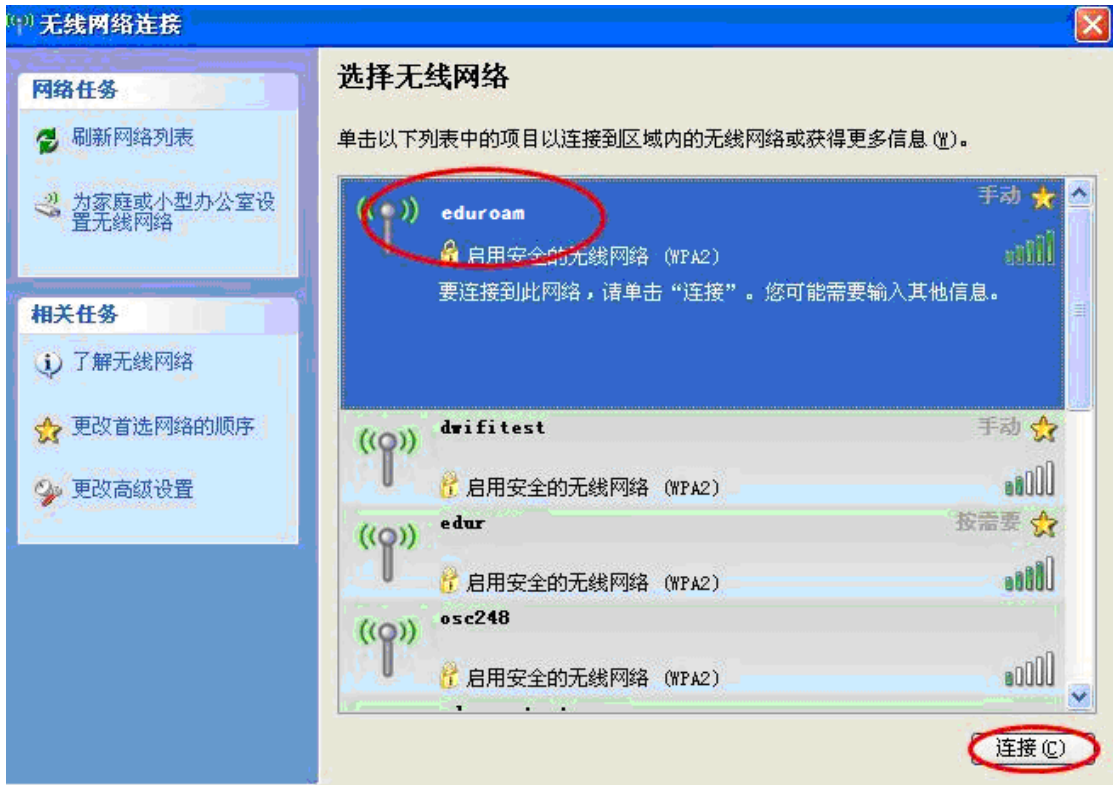 无线网络连接
网络任务
刷新网络列表
为家庭或小型办公室设
置无线网络
相关任务
了解无线网络
更改首选网络的顺序
更改高级设置
选择无线网络
单击以下列表中的项目以连接到区域内的无线网络或获得更多信息(W)。
eduroam
手动
启用安全的无线网络 (WPA2)
要连接到此网络，请单击“连接”。您可能需要输入其他信息。
dwifitest
手动
启用安全的无线网络 (WPA2)
edur
按需要
启用安全的无线网络 (WPA2)
osc248
启用安全的无线网络 (WPA2)
连接(C)